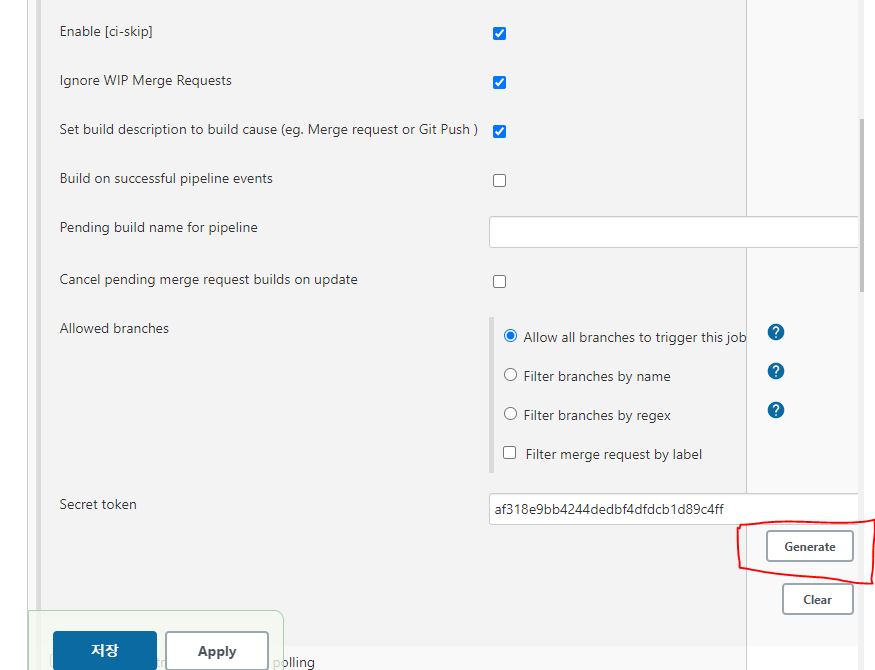 Enable [ci-skip]
Ignore WIP Merge Requests
Set build description to build cause (eg. Merge request or Git Push )
Build on successful pipeline events
Pending build name for pipeline
Cancel pending merge request builds on update
Allowed branches
Allow all branches to trigger this job
?
Filter branches by name
?
Filter branches by regex
?
Filter merge request by label
Secret token
af318e9bb4244dedbf4dfdcb1d89c4ff
Generate
Clear
저장
Apply
polling